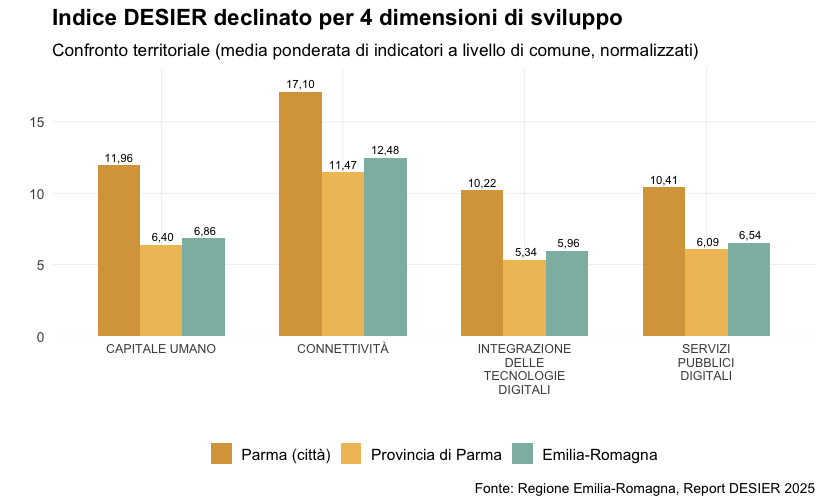 Indice DESIER declinato per 4 dimensioni di sviluppo
Confronto territoriale (media ponderata di indicatori a livello di comune, normalizzati)
15
10
5
0
11,96
6,40
6,86
17,10
11,47
12,48
10,22
5,34
5,96
10,41
6,09
6,54
CAPITALE UMANO
CONNETTIVITÀ
INTEGRAZIONE
DELLE
TECNOLOGIE
DIGITALI
SERVIZI
PUBBLICI
DIGITALI
Parma (città)
Provincia di Parma
Emilia-Romagna
Fonte: Regione Emilia-Romagna, Report DESIER 2025